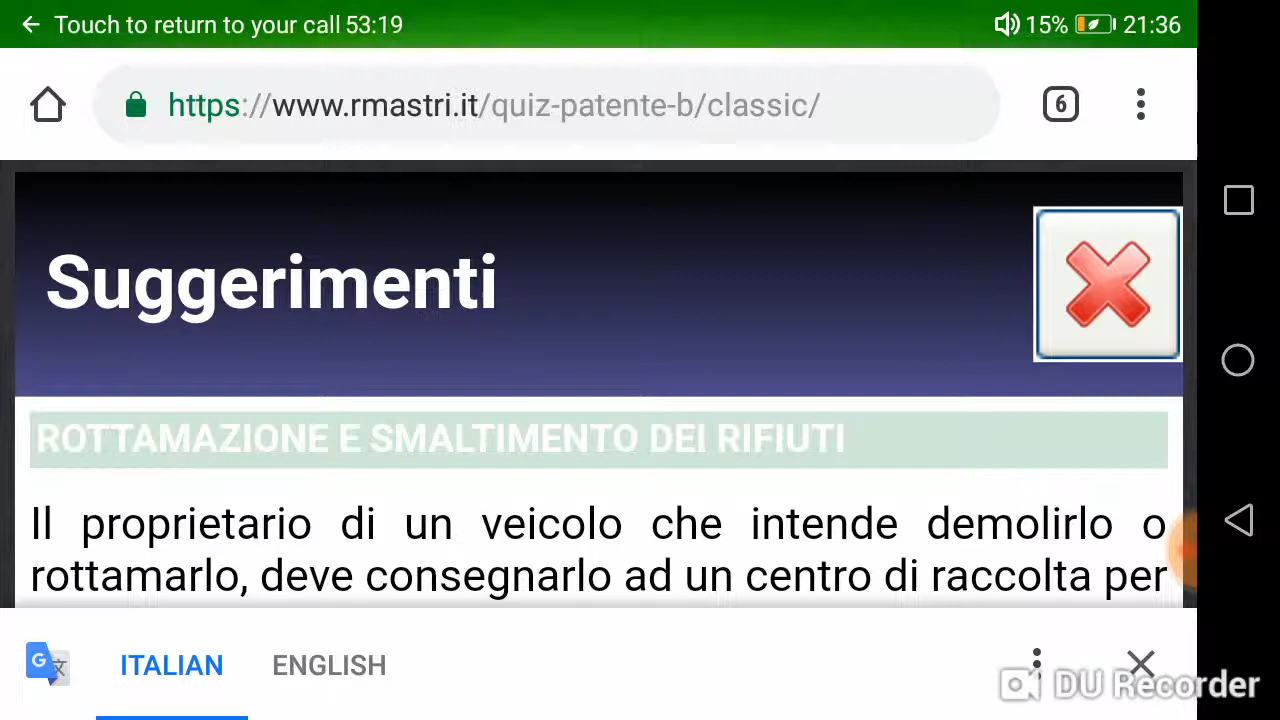 ← Touch to return to your call 53:19 15% 21:36
https://www.rmastri.it/quiz-patente-b/classic/ 6
Suggerimenti
ROTTAMAZIONE E SMALTIMENTO DEI RIFIUTI
Il proprietario di un veicolo che intende demolirlo o
rottamarlo, deve consegnarlo ad un centro di raccolta per
G 文 ITALIAN ENGLISH
DU Recorder